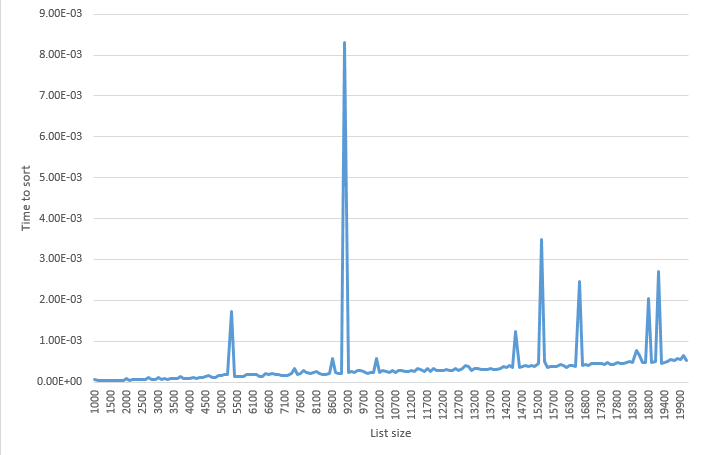 9.00E-03
8.00E-03
7.00E-03
6.00E-03
5.00E-03
4.00E-03
3.00E-03
2.00E-03
1.00E-03
0.00E+00
Time to sort
1000 1500 2000 2500 3000 3500 4000 4500 5000 5500 6100 6600 7100 7600 8100 8600 9200 9700 10200 10700 11200 11700 12200 12700 13200 13700 14200 14700 15200 15800 16300 16800 17300 17800 18300 18800 19400 19900
List size